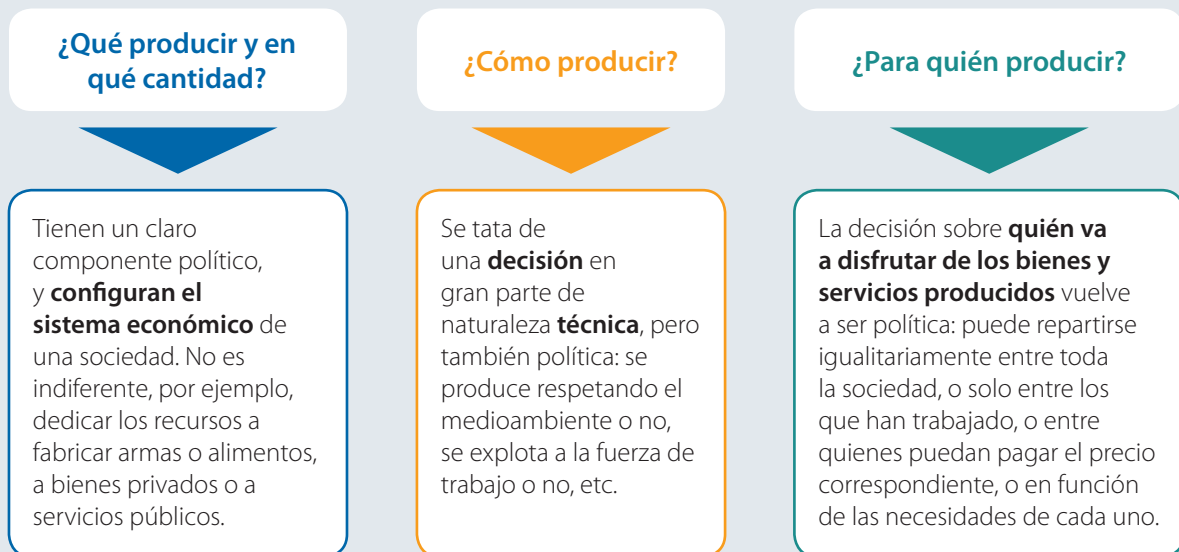 ¿Qué producir y en
qué cantidad?
Tienen un claro
componente político,
y configuran el
sistema económico de
una sociedad. No es
indiferente, por ejemplo,
dedicar los recursos a
fabricar armas o alimentos,
a bienes privados o a
servicios públicos.
¿Cómo producir?
Se tata de
una decisión en
gran parte de
naturaleza técnica, pero
también política: se
produce respetando el
medioambiente o no,
se explota a la fuerza de
trabajo o no, etc.
¿Para quién producir?
La decisión sobre quién va
a disfrutar de los bienes y
servicios producidos vuelve
a ser política: puede repartirse
igualitariamente entre toda
la sociedad, o solo entre los
que han trabajado, o entre
quienes puedan pagar el precio
correspondiente, o en función
de las necesidades de cada uno.